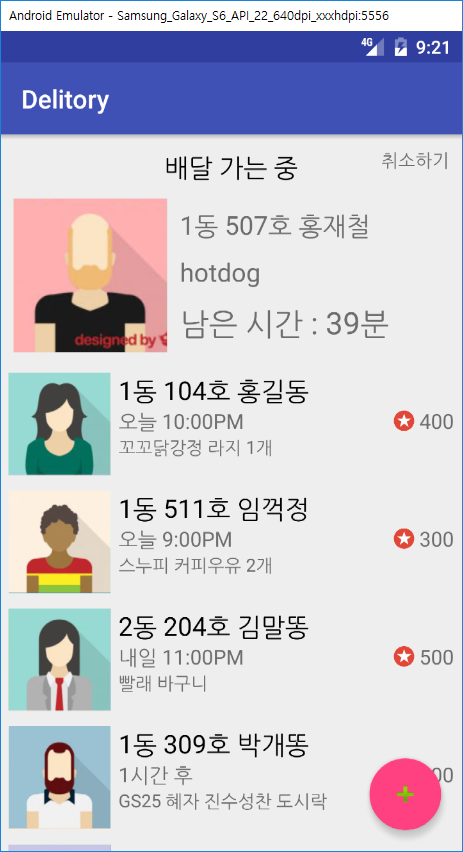 Android Emulator - Samsung_Galaxy_S6_API_22_640dpi_xxxhdpi:5556
4G 9:21
Delitory
배달 가는 중
취소하기
1동 507호 홍재철
hotdog
남은 시간 : 39분
designed by
1동 104호 홍길동
오늘 10:00PM
400
꼬꼬닭강정 라지 1개
1동 511호 임꺽정
오늘 9:00PM
300
스누피 커피우유 2개
2동 204호 김말똥
내일 11:00PM
500
빨래 바구니
1동 309호 박개똥
1시간 후
GS25 혜자 진수성찬 도시락
+